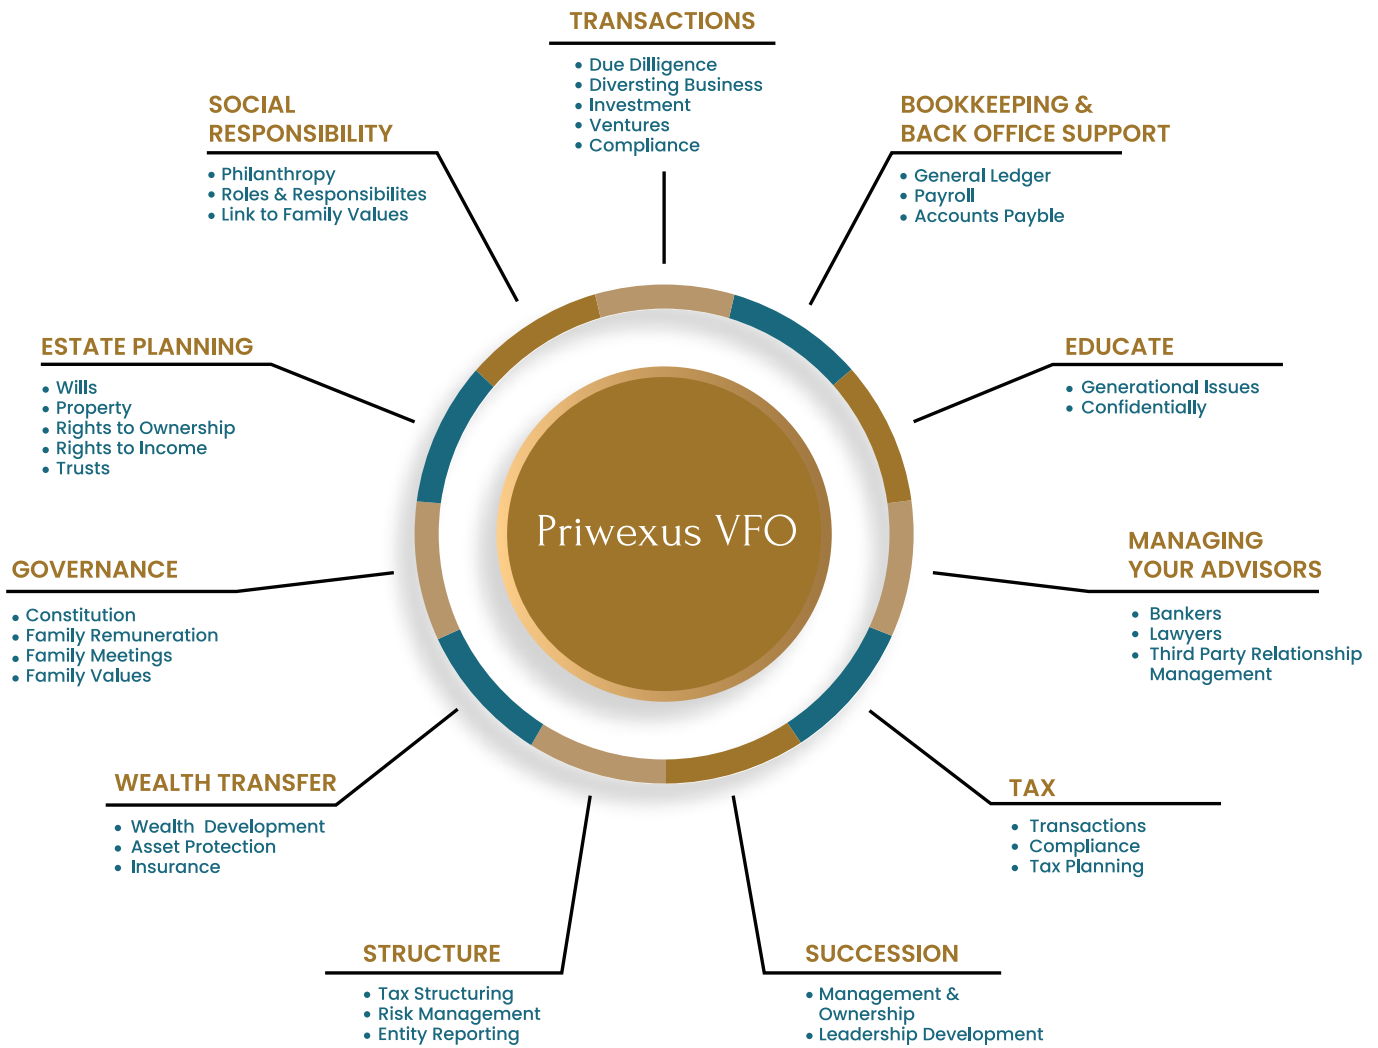 TRANSACTIONS
• Due Dilligence
• Diversting Business
• Investment
• Ventures
• Compliance
BOOKKEEPING &
BACK OFFICE SUPPORT
• General Ledger
• Payroll
• Accounts Payble
EDUCATE
• Generational Issues
• Confidentially
MANAGING
YOUR ADVISORS
• Bankers
• Lawyers
• Third Party Relationship
Management
TAX
• Transactions
• Compliance
• Tax Planning
SUCCESSION
• Management &
Ownership
• Leadership Development
STRUCTURE
• Tax Structuring
• Risk Management
• Entity Reporting
WEALTH TRANSFER
• Wealth Development
• Asset Protection
• Insurance
GOVERNANCE
• Constitution
• Family Remuneration
• Family Meetings
• Family Values
ESTATE PLANNING
• Wills
• Property
• Rights to Ownership
• Rights to Income
• Trusts
SOCIAL
RESPONSIBILITY
• Philanthropy
• Roles & Responsibilites
• Link to Family Values
Priwexus VFO